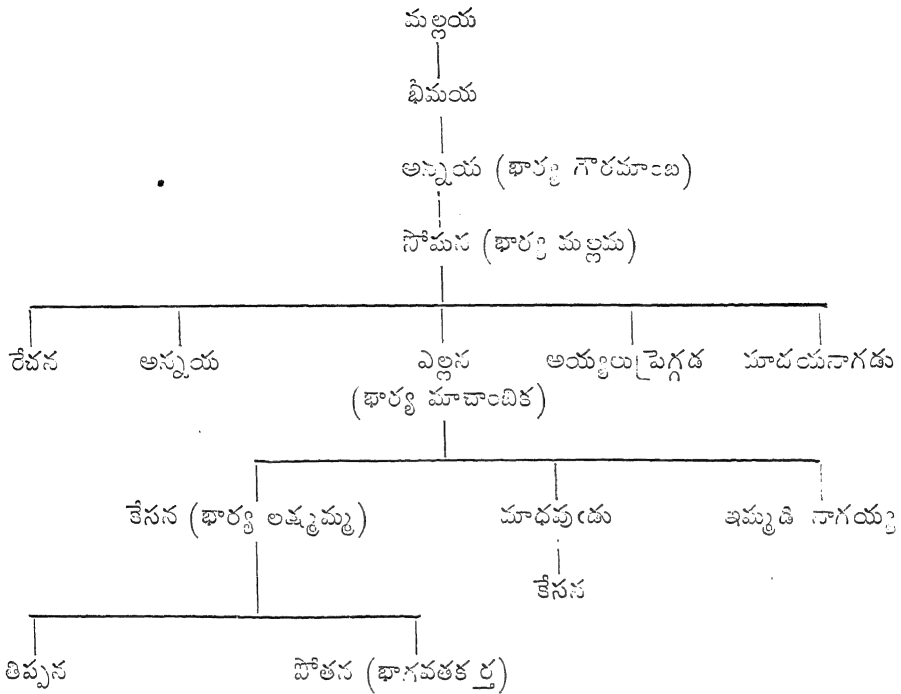 మల్లయ
భీమయ
అన్నయ (భార్య గౌరమాంబ)
సోమన (భార్య మల్లమ)
రేచన అన్నయ ఎల్లన అయ్యలుప్రెగ్గడ మాదయనాగడు
(భార్య మాచాంబిక)
కేసన (భార్య లక్ష్మమ్మ) మాధవుఁడు ఇమ్మడి నాగయ్య
కేసన
తిప్పన పోతన (భాగవతకర్త)